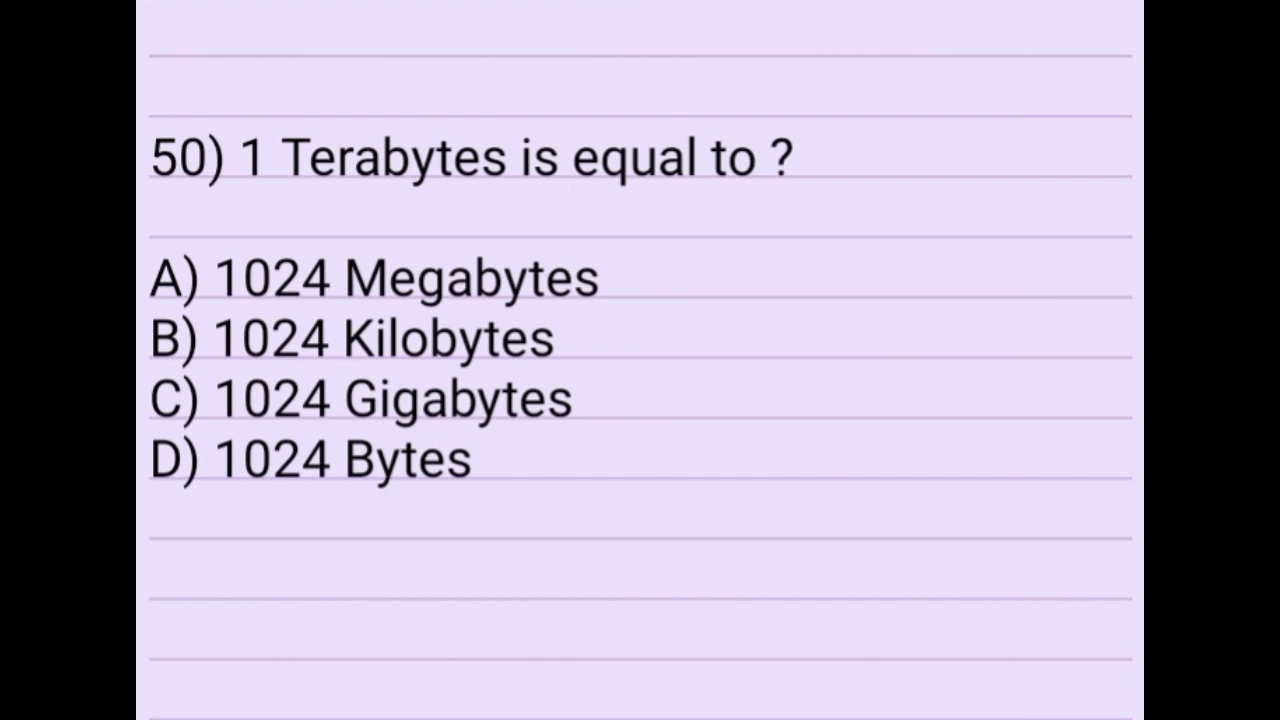 50) 1 Terabytes is equal to ?
A) 1024 Megabytes
B) 1024 Kilobytes
C) 1024 Gigabytes
D) 1024 Bytes